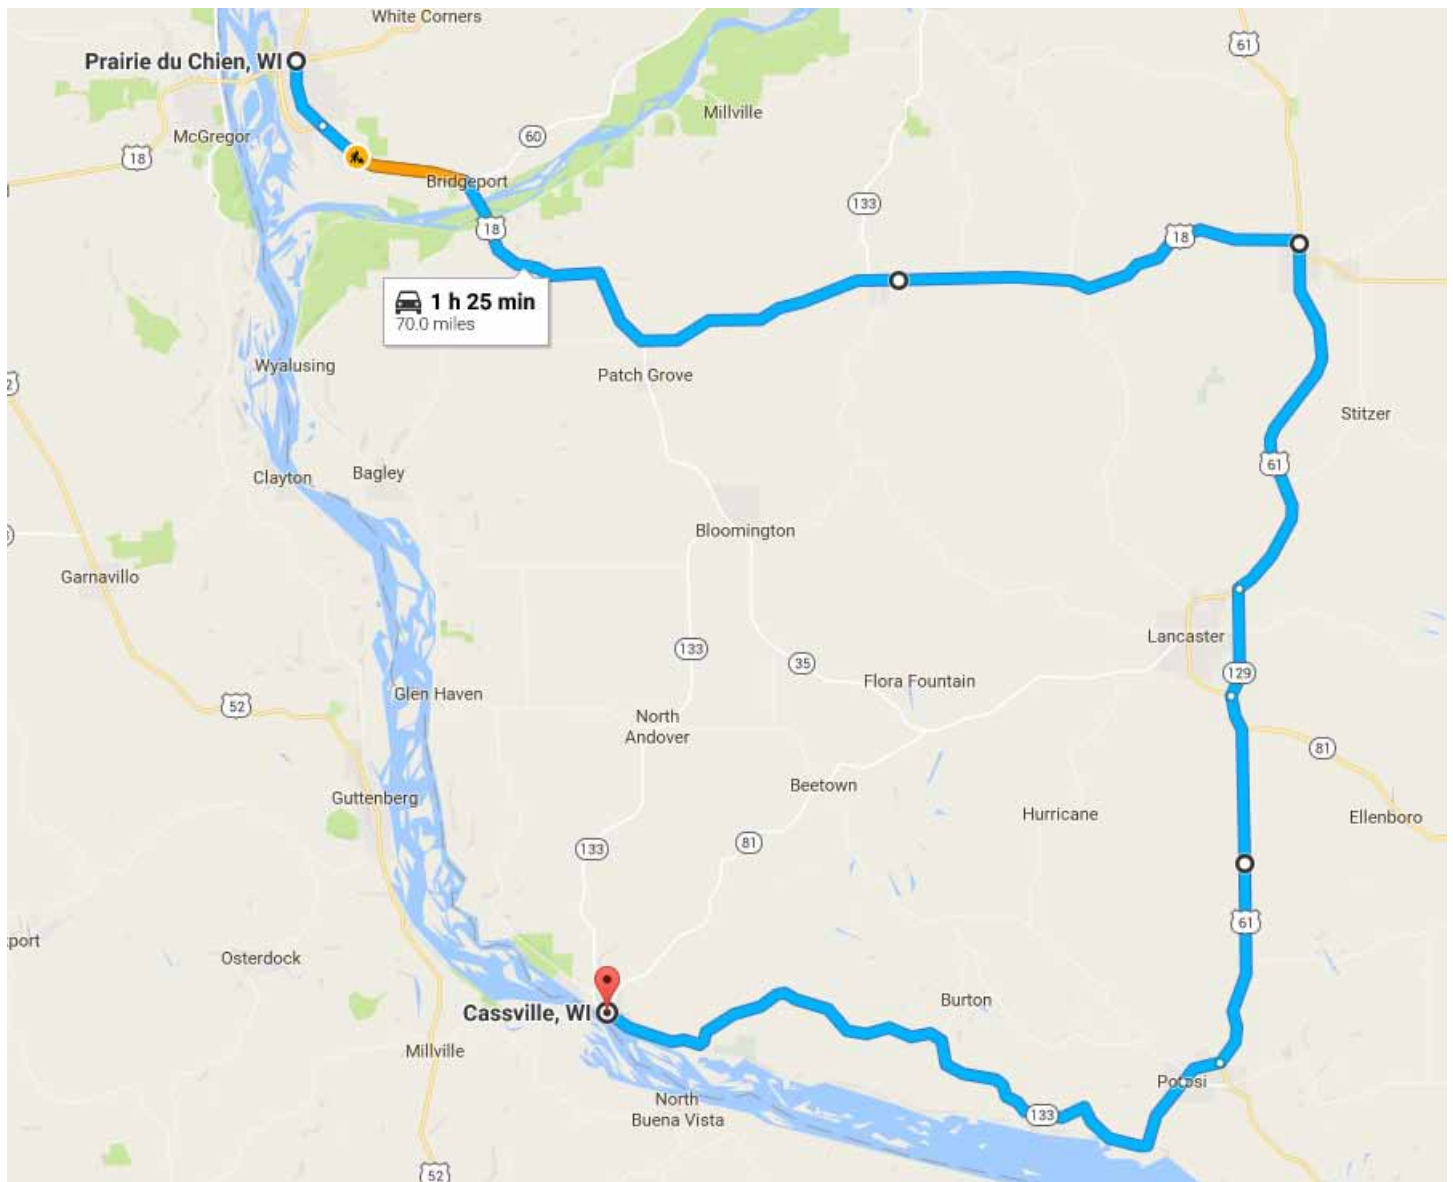 White Corners
61
Prairie du Chien, WI
Millville
McGregor
60
18
Bridgeport
133
18
18
1 h 25 min
70.0 miles
Wyalusing
Patch Grove
Stitzer
61
Clayton
Bagley
Bloomington
Garnavillo
Lancaster
133
35
129
Flora Fountain
Glen Haven
52
North
Andover
81
Beetown
Guttenberg
Hurricane
Ellenboro
133
81
61
Osterdock
Cassville, WI
Burton
Millville
Potosi
North
Buena Vista
133
52